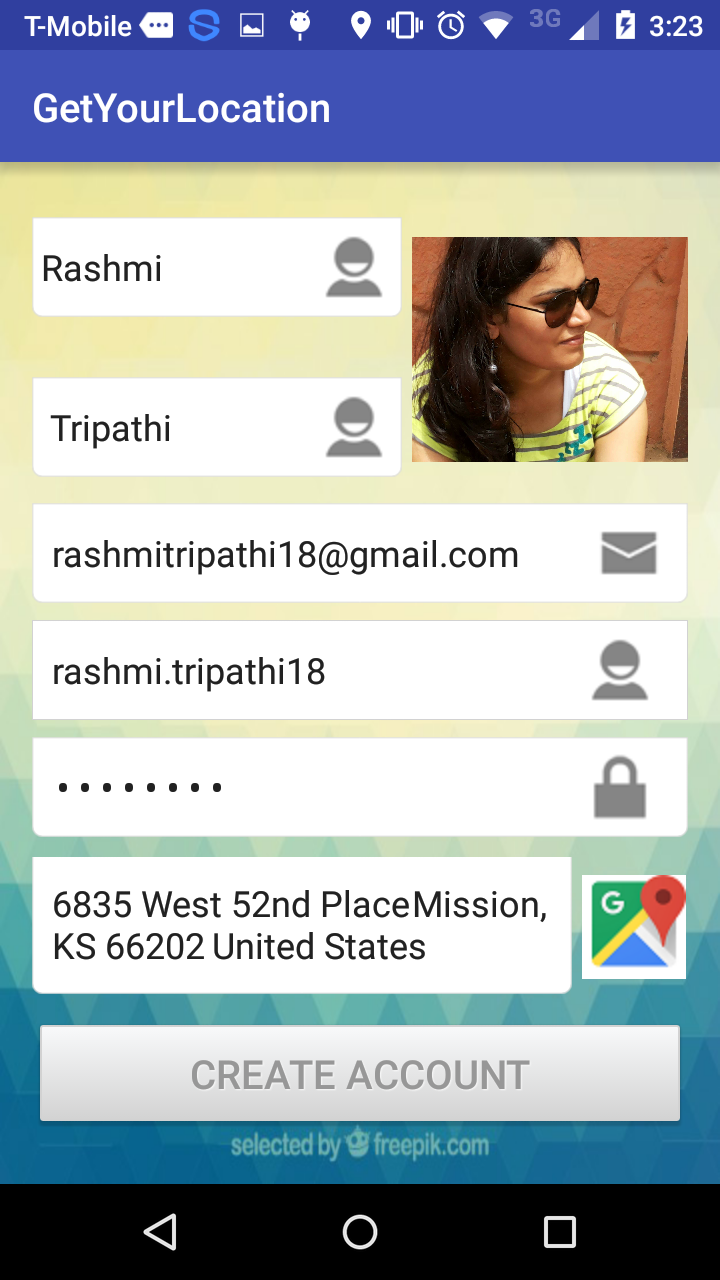 T-Mobile 3G 3:23
GetYourLocation
Rashmi
Tripathi
rashmitripathi18@gmail.com
rashmi.tripathi18
••••••••
6835 West 52nd PlaceMission,
KS 66202 United States
G
CREATE ACCOUNT
selected by freepik.com